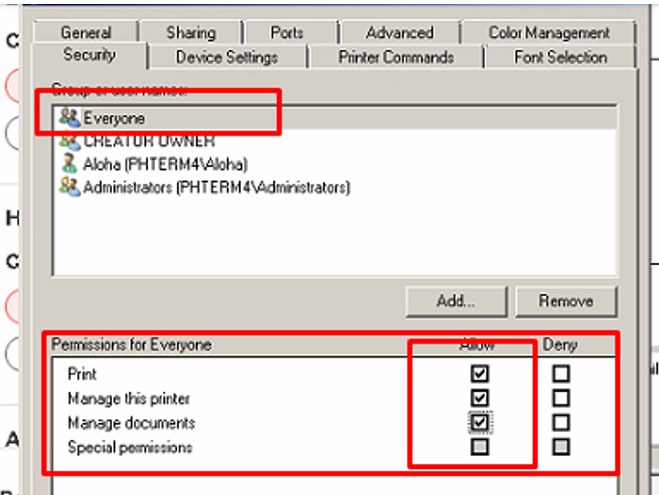 General Sharing Ports Advanced Color Management
Security Device Settings Printer Commands Font Selection
Group or user names:
Everyone
CREATOR OWNER
Aloha (PHTERM4\Aloha)
Administrators (PHTERM4\Administrators)
Add... Remove
Permissions for Everyone Allow Deny
Print
Manage this printer
Manage documents
Special permissions